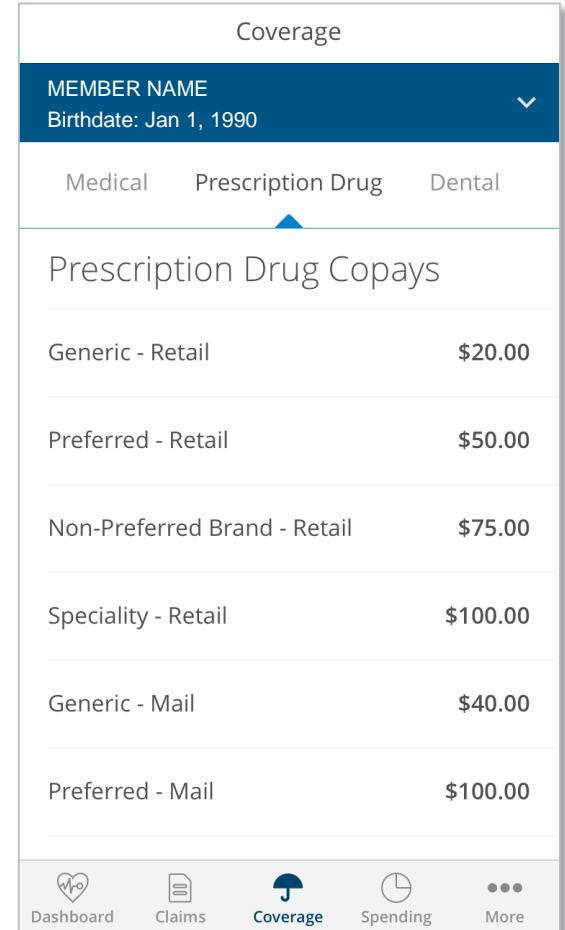 Coverage
MEMBER NAME
Birthdate: Jan 1, 1990
Medical Prescription Drug Dental
Prescription Drug Copays
Generic - Retail $20.00
Preferred - Retail $50.00
Non-Preferred Brand - Retail $75.00
Speciality - Retail $100.00
Generic - Mail $40.00
Preferred - Mail $100.00
Dashboard Claims Coverage Spending More